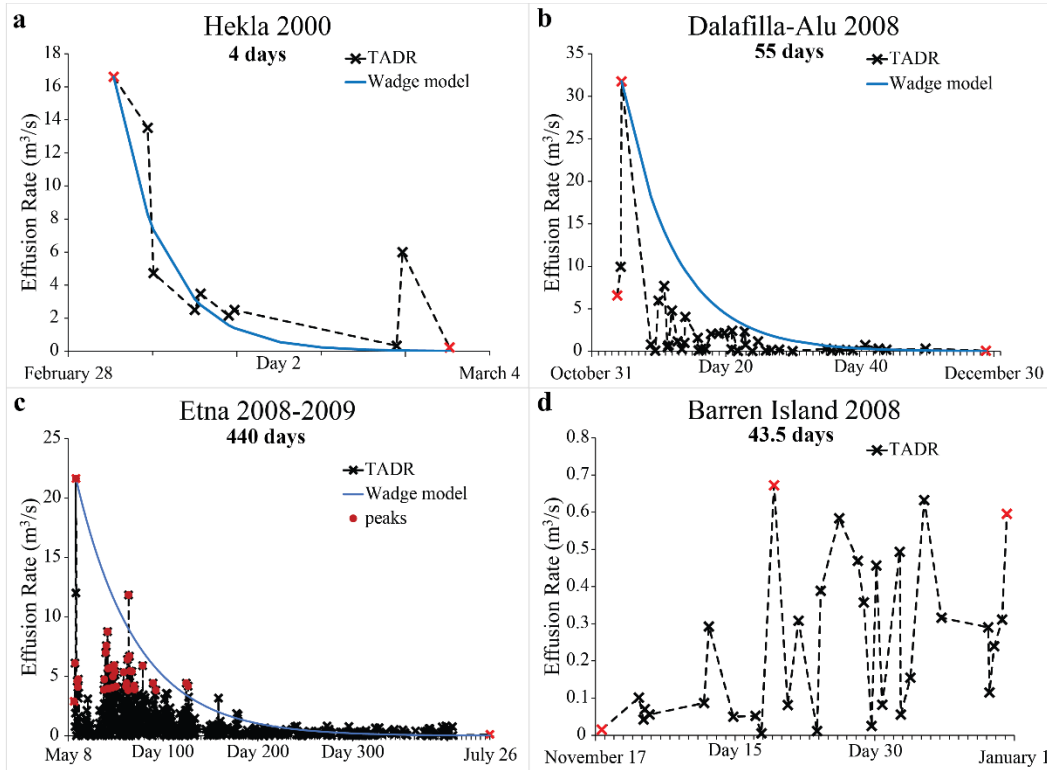 a
Hekla 2000
4 days
TADR
Wadge model
Effusion Rate (m³/s)
18
16
14
12
10
8
6
4
2
0
February 28
Day 2
March 4
b
Dalafilla-Alu 2008
55 days
TADR
Wadge model
Effusion Rate (m³/s)
35
30
25
20
15
10
5
0
October 31
Day 20
Day 40
December 30
c
Etna 2008-2009
440 days
TADR
Wadge model
peaks
Effusion Rate (m³/s)
25
20
15
10
5
0
May 8
Day 100
Day 200
Day 300
July 26
d
Barren Island 2008
43.5 days
TADR
Effusion Rate (m³/s)
0.8
0.7
0.6
0.5
0.4
0.3
0.2
0.1
0
November 17
Day 15
Day 30
January 1